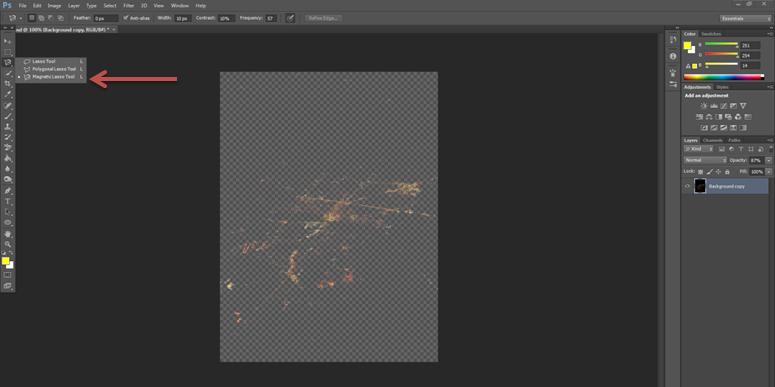 Ps File Edit Image Layer Type Select Filter 3D View Window Help
Feather: 0 px Anti-alias Width: 10 px Contrast: 10% Frequency: 57 Refine Edge... Essentials
nd @ 100% (Background copy, RGB/8#) * ×
Lasso Tool L
Polygonal Lasso Tool L
Magnetic Lasso Tool L
Color Swatches
R 251
G 254
B 14
Adjustments Styles
Add an adjustment
Layers Channels Paths
Kind
Normal Opacity: 87%
Lock: Fill: 100%
Background copy